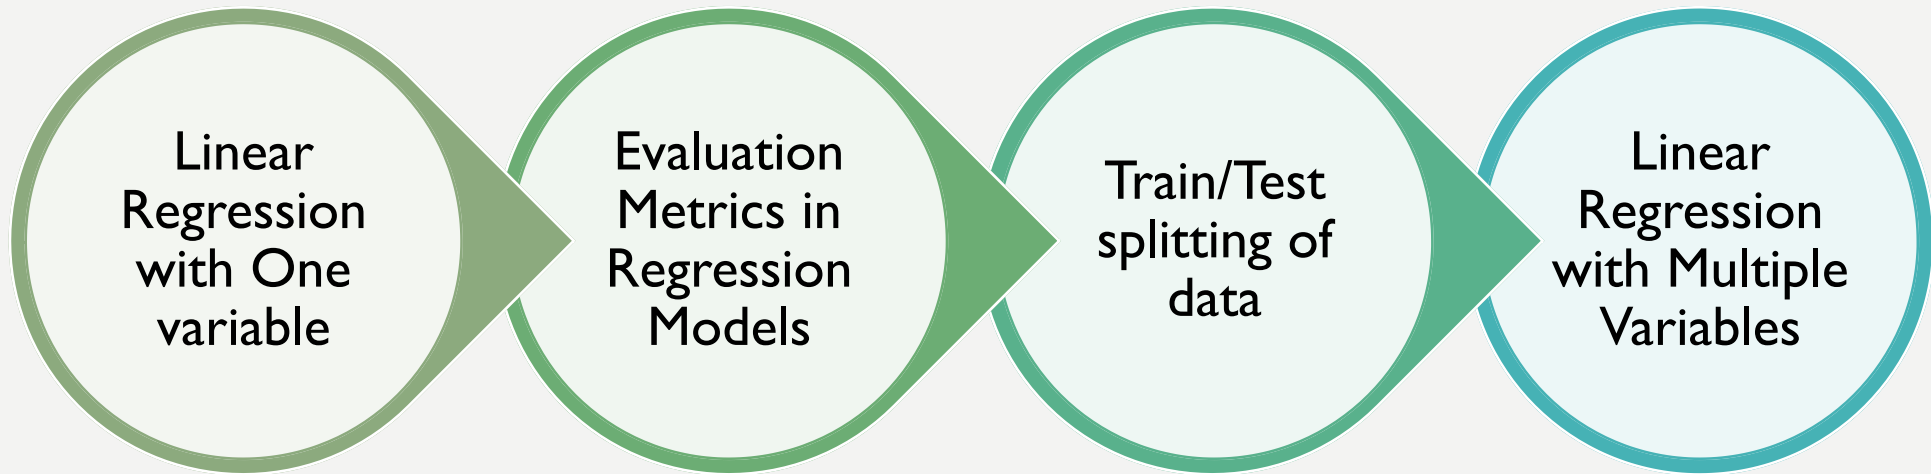 Linear
Regression
with One
variable
Evaluation
Metrics in
Regression
Models
Train/Test
splitting of
data
Linear
Regression
with Multiple
Variables